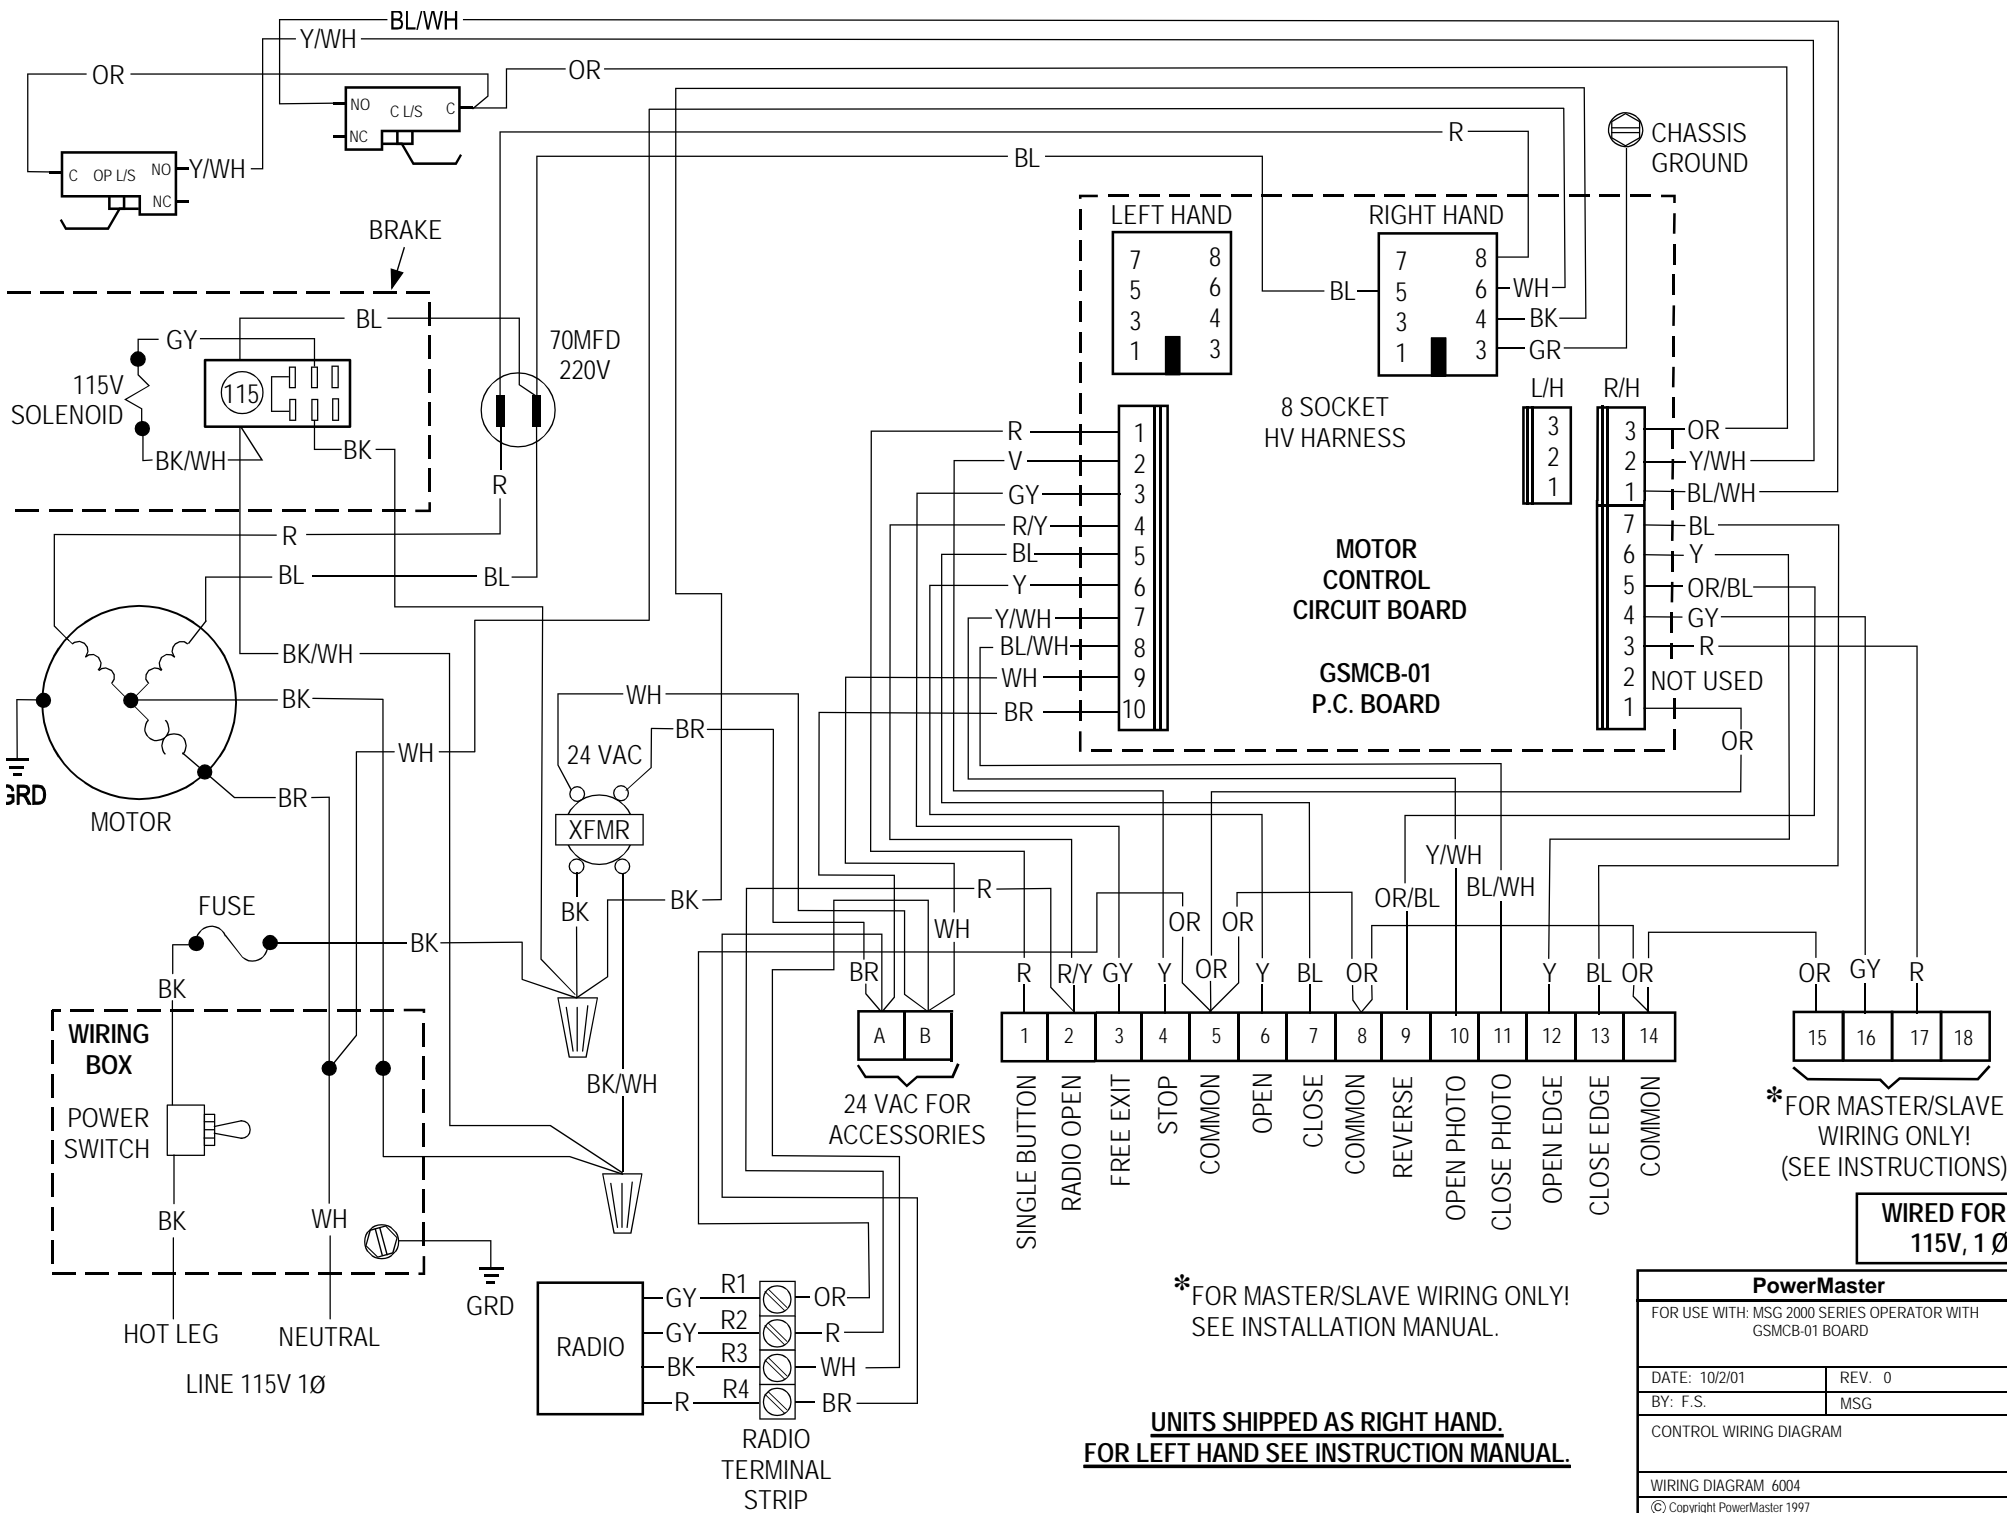 BL/WH
Y/WH
OR
OR
NO
C L/S
C
NC
C
OP L/S
NO
NC
Y/WH
R
BL
CHASSIS
GROUND
BRAKE
LEFT HAND
RIGHT HAND
7 8
5 6
3 4
1 3
7 8
5 6
3 4
1 3
BL
WH
BK
GR
BL
GY
70MFD
220V
115V
SOLENOID
115
BK/WH
BK
R
8 SOCKET
HV HARNESS
L/H
R/H
3
2
1
3 OR
2 Y/WH
1 BL/WH
7 BL
6 Y
5 OR/BL
4 GY
3 R
2 NOT USED
1
OR
R 1
V 2
GY 3
R/Y 4
BL 5
Y 6
Y/WH 7
BL/WH 8
WH 9
BR 10
MOTOR
CONTROL
CIRCUIT BOARD
GSMCB-01
P.C. BOARD
R
BL
BL
BK/WH
BK
WH
BR
GRD
MOTOR
WH
BR
24 VAC
XFMR
BK
BK
BK/WH
FUSE
BK
BK
WIRING
BOX
POWER
SWITCH
BK
WH
GRD
HOT LEG
NEUTRAL
LINE 115V 1Ø
R
WH
BR
OR
OR
OR/BL
Y/WH
BL/WH
R
R/Y
GY
Y
OR
Y
BL
OR
Y
BL
OR
OR
GY
R
A B
24 VAC FOR
ACCESSORIES
1 2 3 4 5 6 7 8 9 10 11 12 13 14
15 16 17 18
SINGLE BUTTON
RADIO OPEN
FREE EXIT
STOP
COMMON
OPEN
CLOSE
COMMON
REVERSE
OPEN PHOTO
CLOSE PHOTO
OPEN EDGE
CLOSE EDGE
COMMON
*FOR MASTER/SLAVE
WIRING ONLY!
(SEE INSTRUCTIONS)
WIRED FOR
115V, 1 Ø
RADIO
GY R1 OR
GY R2 R
BK R3 WH
R R4 BR
RADIO
TERMINAL
STRIP
*FOR MASTER/SLAVE WIRING ONLY!
SEE INSTALLATION MANUAL.
UNITS SHIPPED AS RIGHT HAND.
FOR LEFT HAND SEE INSTRUCTION MANUAL.
PowerMaster
FOR USE WITH: MSG 2000 SERIES OPERATOR WITH
GSMCB-01 BOARD
DATE: 10/2/01
REV. 0
BY: F.S.
MSG
CONTROL WIRING DIAGRAM
WIRING DIAGRAM 6004
© Copyright PowerMaster 1997